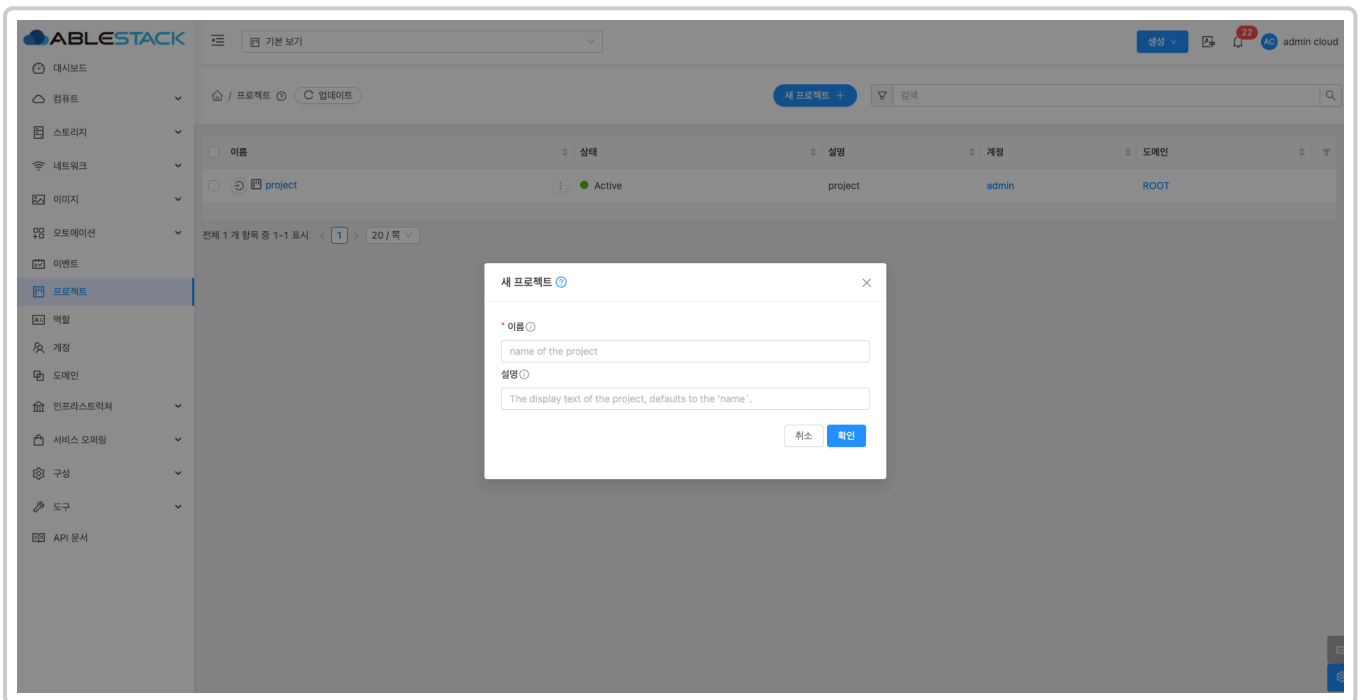 ABLESTACK
기본 보기
생성
22
AC
admin cloud
대시보드
컴퓨트
스토리지
네트워크
이미지
오토메이션
이벤트
프로젝트
역할
계정
도메인
인프라스트럭쳐
서비스 오퍼링
구성
도구
API 문서
/ 프로젝트 업데이트
새 프로젝트 +
검색
이름 상태 설명 계정 도메인
project Active project admin ROOT
전체 1 개 항목 중 1-1 표시 < 1 > 20 / 쪽
새 프로젝트
* 이름
name of the project
설명
The display text of the project, defaults to the 'name`.
취소 확인